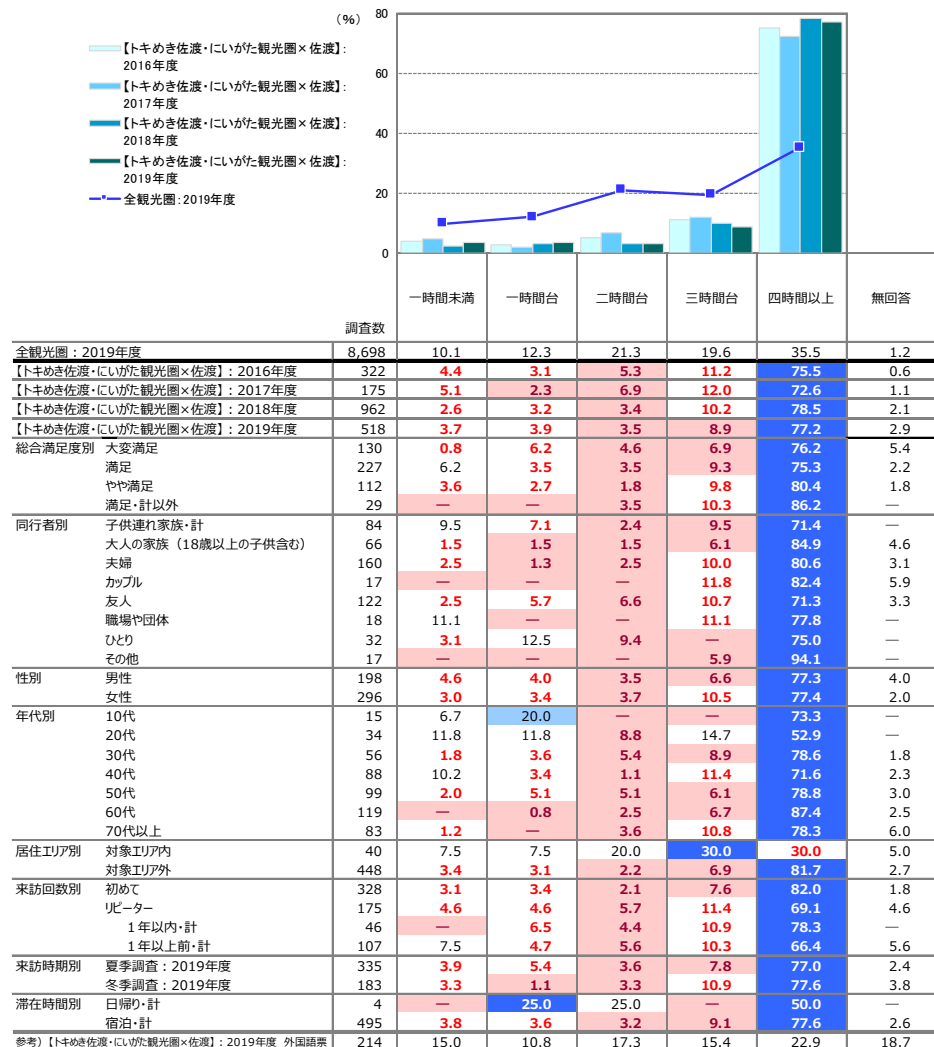 (%)
80
60
40
20
0
【トキめき佐渡・にいがた観光圏×佐渡】:
2016年度
【トキめき佐渡・にいがた観光圏×佐渡】:
2017年度
【トキめき佐渡・にいがた観光圏×佐渡】:
2018年度
【トキめき佐渡・にいがた観光圏×佐渡】:
2019年度
全観光圏:2019年度
調査数 一時間未満 一時間台 二時間台 三時間台 四時間以上 無回答
全観光圏：2019年度 8,698 10.1 12.3 21.3 19.6 35.5 1.2
【トキめき佐渡・にいがた観光圏×佐渡】：2016年度 322 4.4 3.1 5.3 11.2 75.5 0.6
【トキめき佐渡・にいがた観光圏×佐渡】：2017年度 175 5.1 2.3 6.9 12.0 72.6 1.1
【トキめき佐渡・にいがた観光圏×佐渡】：2018年度 962 2.6 3.2 3.4 10.2 78.5 2.1
【トキめき佐渡・にいがた観光圏×佐渡】：2019年度 518 3.7 3.9 3.5 8.9 77.2 2.9
総合満足度別 大変満足 130 0.8 6.2 4.6 6.9 76.2 5.4
満足 227 6.2 3.5 3.5 9.3 75.3 2.2
やや満足 112 3.6 2.7 1.8 9.8 80.4 1.8
満足・計以外 29 — — 3.5 10.3 86.2 —
同行者別 子供連れ家族・計 84 9.5 7.1 2.4 9.5 71.4 —
大人の家族（18歳以上の子供含む） 66 1.5 1.5 1.5 6.1 84.9 4.6
夫婦 160 2.5 1.3 2.5 10.0 80.6 3.1
カップル 17 — — — 11.8 82.4 5.9
友人 122 2.5 5.7 6.6 10.7 71.3 3.3
職場や団体 18 11.1 — — 11.1 77.8 —
ひとり 32 3.1 12.5 9.4 — 75.0 —
その他 17 — — — 5.9 94.1 —
性別 男性 198 4.6 4.0 3.5 6.6 77.3 4.0
女性 296 3.0 3.4 3.7 10.5 77.4 2.0
年代別 10代 15 6.7 20.0 — — 73.3 —
20代 34 11.8 11.8 8.8 14.7 52.9 —
30代 56 1.8 3.6 5.4 8.9 78.6 1.8
40代 88 10.2 3.4 1.1 11.4 71.6 2.3
50代 99 2.0 5.1 5.1 6.1 78.8 3.0
60代 119 — 0.8 2.5 6.7 87.4 2.5
70代以上 83 1.2 — 3.6 10.8 78.3 6.0
居住エリア別 対象エリア内 40 7.5 7.5 20.0 30.0 30.0 5.0
対象エリア外 448 3.4 3.1 2.2 6.9 81.7 2.7
来訪回数別 初めて 328 3.1 3.4 2.1 7.6 82.0 1.8
リピーター 175 4.6 4.6 5.7 11.4 69.1 4.6
１年以内・計 46 — 6.5 4.4 10.9 78.3 —
１年以上前・計 107 7.5 4.7 5.6 10.3 66.4 5.6
来訪時期別 夏季調査：2019年度 335 3.9 5.4 3.6 7.8 77.0 2.4
冬季調査：2019年度 183 3.3 1.1 3.3 10.9 77.6 3.8
滞在時間別 日帰り・計 4 — 25.0 25.0 — 50.0 —
宿泊・計 495 3.8 3.6 3.2 9.1 77.6 2.6
参考）【トキめき佐渡・にいがた観光圏×佐渡】：2019年度 外国語票 214 15.0 10.8 17.3 15.4 22.9 18.7